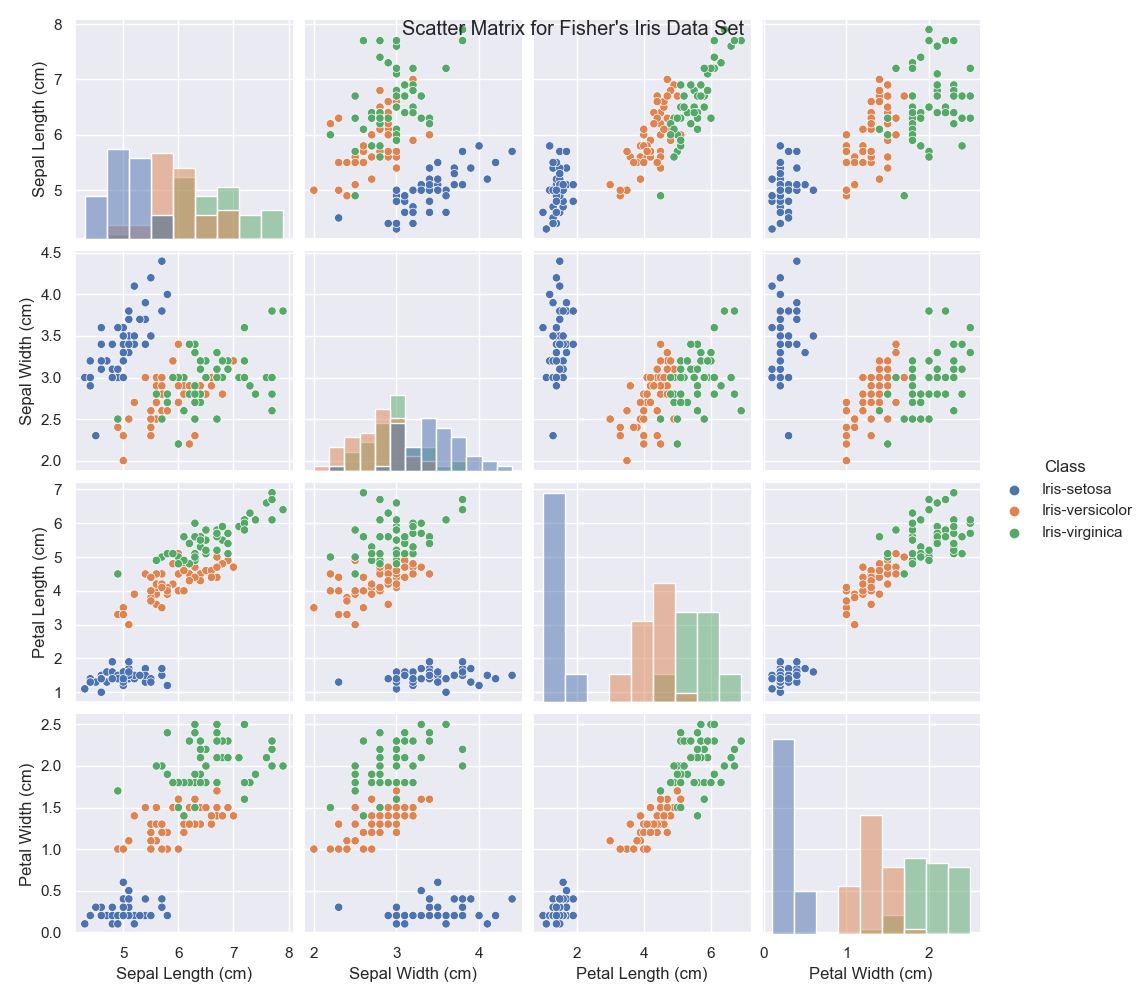 Scatter Matrix for Fisher's Iris Data Set
8
7
6
5
Sepal Length (cm)
4.5
4.0
3.5
3.0
2.5
2.0
Sepal Width (cm)
Class
Iris-setosa
Iris-versicolor
Iris-virginica
7
6
5
4
3
2
1
Petal Length (cm)
2.5
2.0
1.5
1.0
0.5
0.0
Petal Width (cm)
5 6 7 8 2 3 4 2 4 6 0 1 2
Sepal Length (cm) Sepal Width (cm) Petal Length (cm) Petal Width (cm)